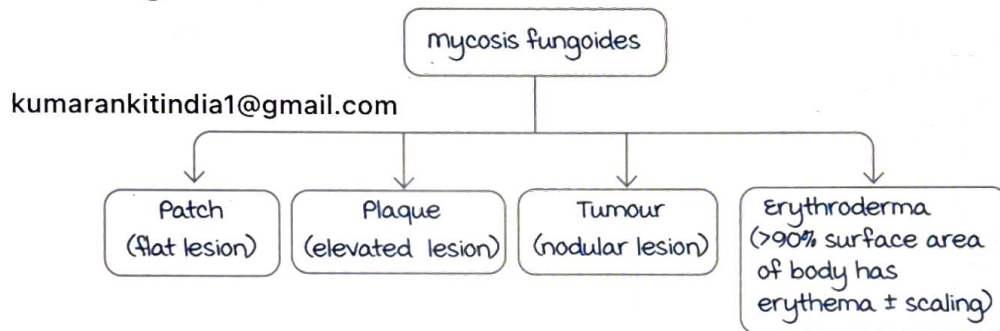 mycosis fungoides
kumarankitindia1@gmail.com
Patch
(flat lesion)
Plaque
(elevated lesion)
Tumour
(nodular lesion)
Erythroderma
(>90% surface area
of body has
erythema ± scaling)